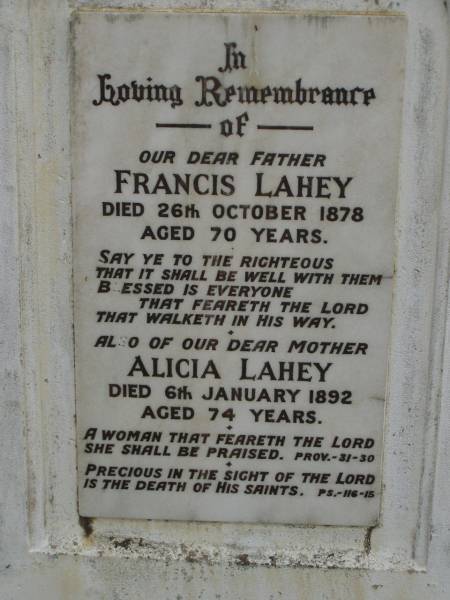 In
Loving Remembrance
of
OUR DEAR FATHER
FRANCIS LAHEY
DIED 26th OCTOBER 1878
AGED 70 YEARS.
SAY YE TO THE RIGHTEOUS
THAT IT SHALL BE WELL WITH THEM
B ESSED IS EVERYONE
THAT FEARETH THE LORD
THAT WALKETH IN HIS WAY.
AL O OF OUR DEAR MOTHER
ALICIA LAHEY
DIED 6th JANUARY 1892
AGED 74 YEARS.
A WOMAN THAT FEARETH THE LORD
SHE SHALL BE PRAISED. PROV.-31-30
PRECIOUS IN THE SIGHT OF THE LORD
IS THE DEATH OF HIS SAINTS. PS.-116-15